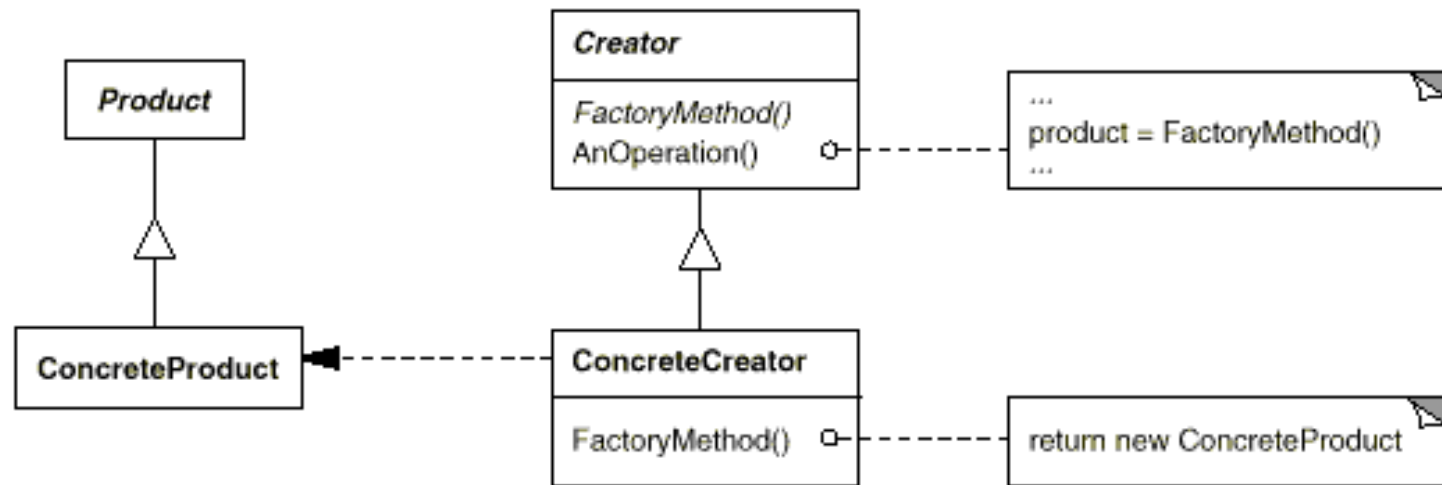 Product
ConcreteProduct
Creator
FactoryMethod()
AnOperation()
...
product = FactoryMethod()
...
ConcreteCreator
FactoryMethod()
return new ConcreteProduct